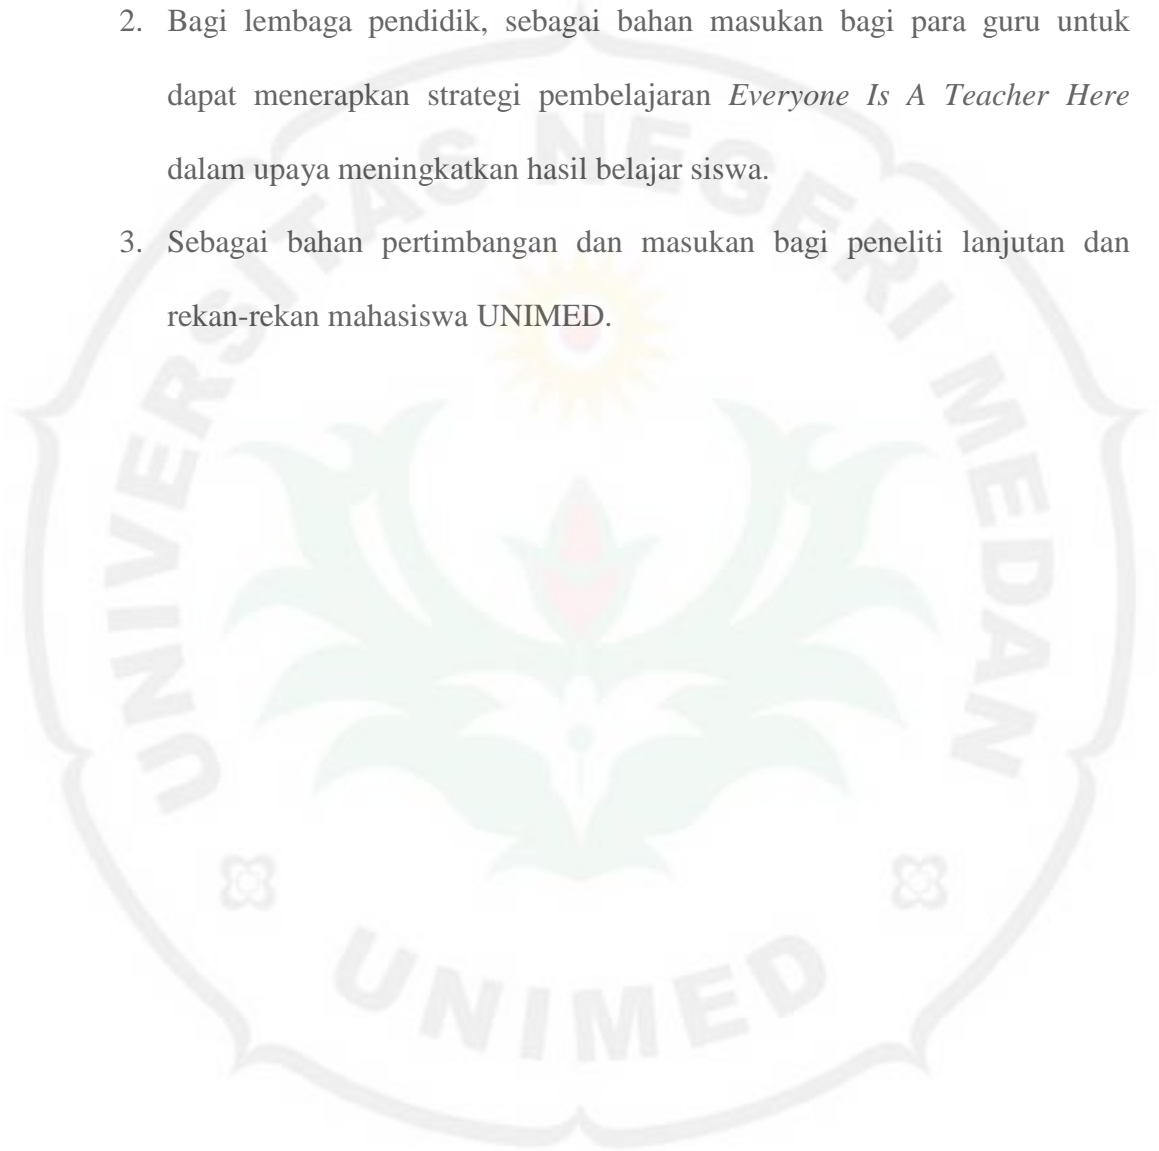 2. Bagi lembaga pendidik, sebagai bahan masukan bagi para guru untuk
dapat menerapkan strategi pembelajaran Everyone Is A Teacher Here
dalam upaya meningkatkan hasil belajar siswa.
3. Sebagai bahan pertimbangan dan masukan bagi peneliti lanjutan dan
rekan-rekan mahasiswa UNIMED.
UNIVERSITAS NEGERI MEDAN
UNIMED